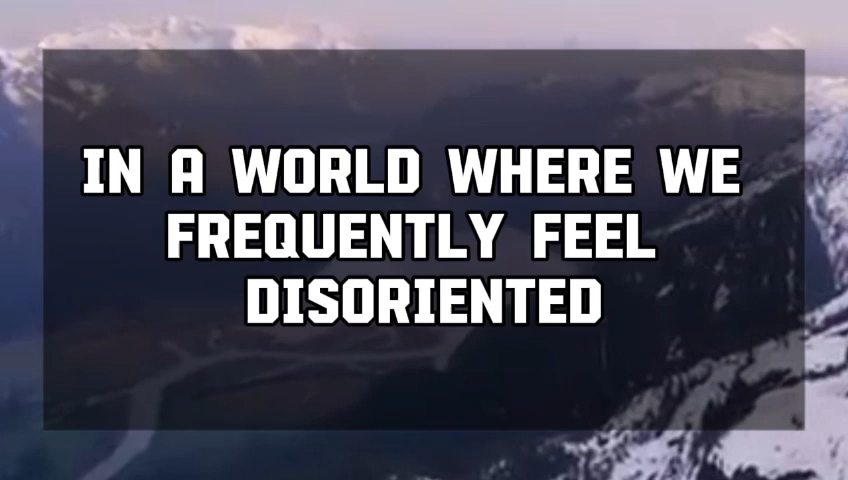 IN A WORLD WHERE WE
FREQUENTLY FEEL
DISORIENTED